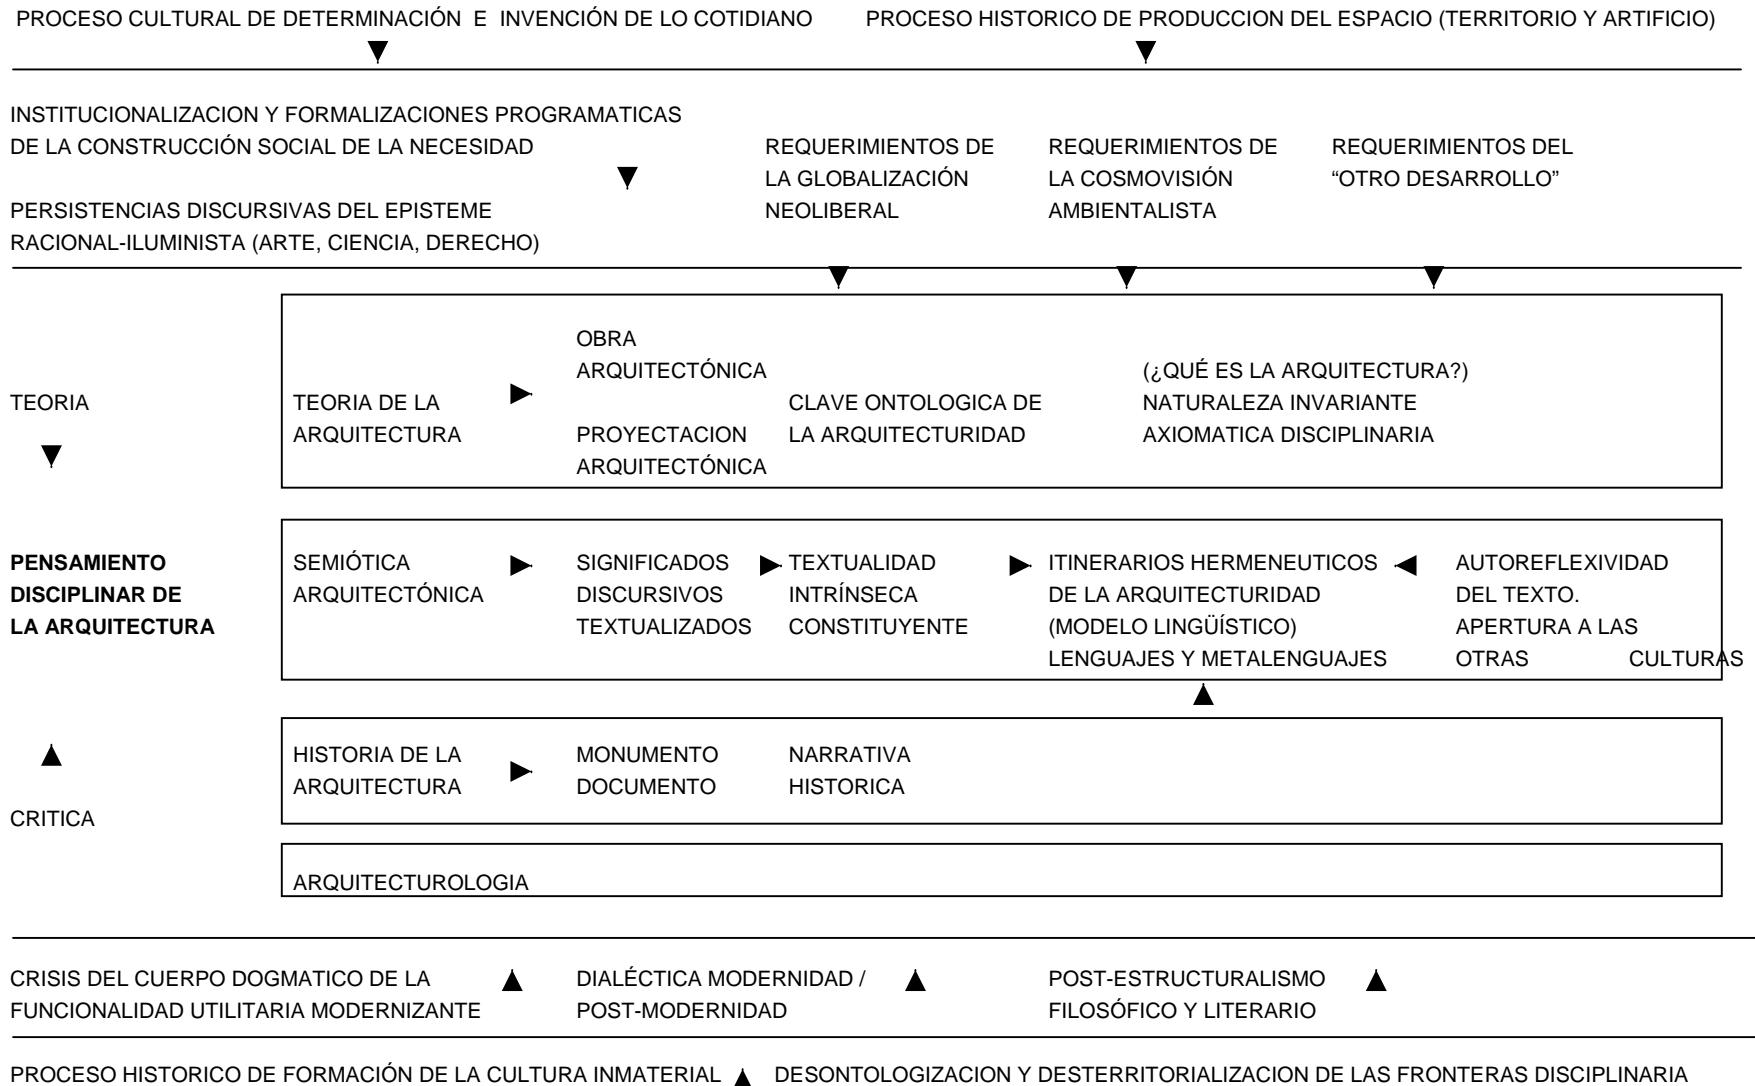 PROCESO CULTURAL DE DETERMINACIÓN E INVENCIÓN DE LO COTIDIANO
PROCESO HISTORICO DE PRODUCCION DEL ESPACIO (TERRITORIO Y ARTIFICIO)
INSTITUCIONALIZACION Y FORMALIZACIONES PROGRAMATICAS
DE LA CONSTRUCCIÓN SOCIAL DE LA NECESIDAD
PERSISTENCIAS DISCURSIVAS DEL EPISTEME
RACIONAL-ILUMINISTA (ARTE, CIENCIA, DERECHO)
REQUERIMIENTOS DE
LA GLOBALIZACIÓN
NEOLIBERAL
REQUERIMIENTOS DE
LA COSMOVISIÓN
AMBIENTALISTA
REQUERIMIENTOS DEL
“OTRO DESARROLLO”
TEORIA
TEORIA DE LA
ARQUITECTURA
OBRA
ARQUITECTÓNICA
PROYECTACION
ARQUITECTÓNICA
CLAVE ONTOLOGICA DE
LA ARQUITECTURIDAD
(¿QUÉ ES LA ARQUITECTURA?)
NATURALEZA INVARIANTE
AXIOMATICA DISCIPLINARIA
PENSAMIENTO
DISCIPLINAR DE
LA ARQUITECTURA
SEMIÓTICA
ARQUITECTÓNICA
SIGNIFICADOS
DISCURSIVOS
TEXTUALIZADOS
TEXTUALIDAD
INTRÍNSECA
CONSTITUYENTE
ITINERARIOS HERMENEUTICOS
DE LA ARQUITECTURIDAD
(MODELO LINGÜÍSTICO)
LENGUAJES Y METALENGUAJES
AUTOREFLEXIVIDAD
DEL TEXTO.
APERTURA A LAS
OTRAS CULTURAS
HISTORIA DE LA
ARQUITECTURA
MONUMENTO
DOCUMENTO
NARRATIVA
HISTORICA
CRITICA
ARQUITECTUROLOGIA
CRISIS DEL CUERPO DOGMATICO DE LA
FUNCIONALIDAD UTILITARIA MODERNIZANTE
DIALÉCTICA MODERNIDAD /
POST-MODERNIDAD
POST-ESTRUCTURALISMO
FILOSÓFICO Y LITERARIO
PROCESO HISTORICO DE FORMACIÓN DE LA CULTURA INMATERIAL
DESONTOLOGIZACION Y DESTERRITORIALIZACION DE LAS FRONTERAS DISCIPLINARIA